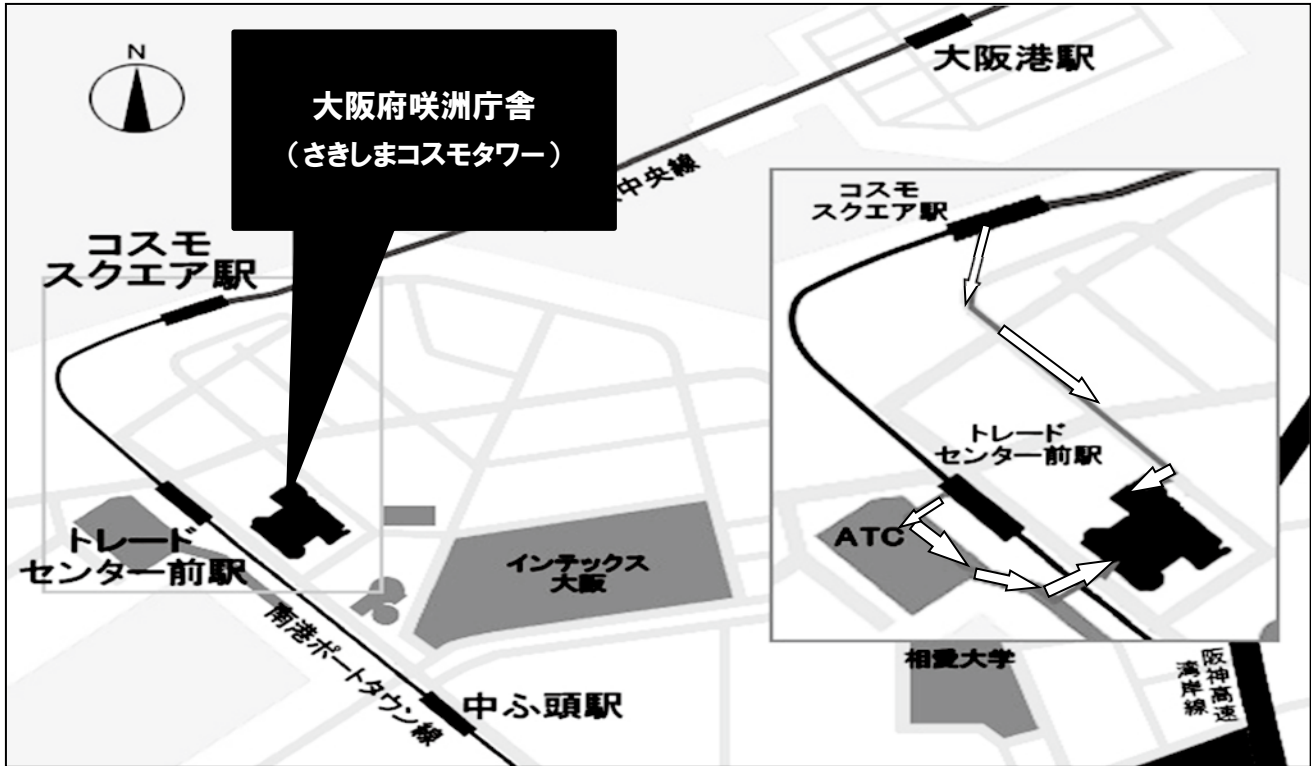 N
大阪府咲洲庁舎
（さきしまコスモタワー）
大阪港駅
中央線
コスモ
スクエア駅
コスモ
スクエア駅
トレード
センター前駅
ATC
トレード
センター前駅
インテックス
大阪
南港ポートタウン線
中ふ頭駅
相愛大学
阪神高速
湾岸線